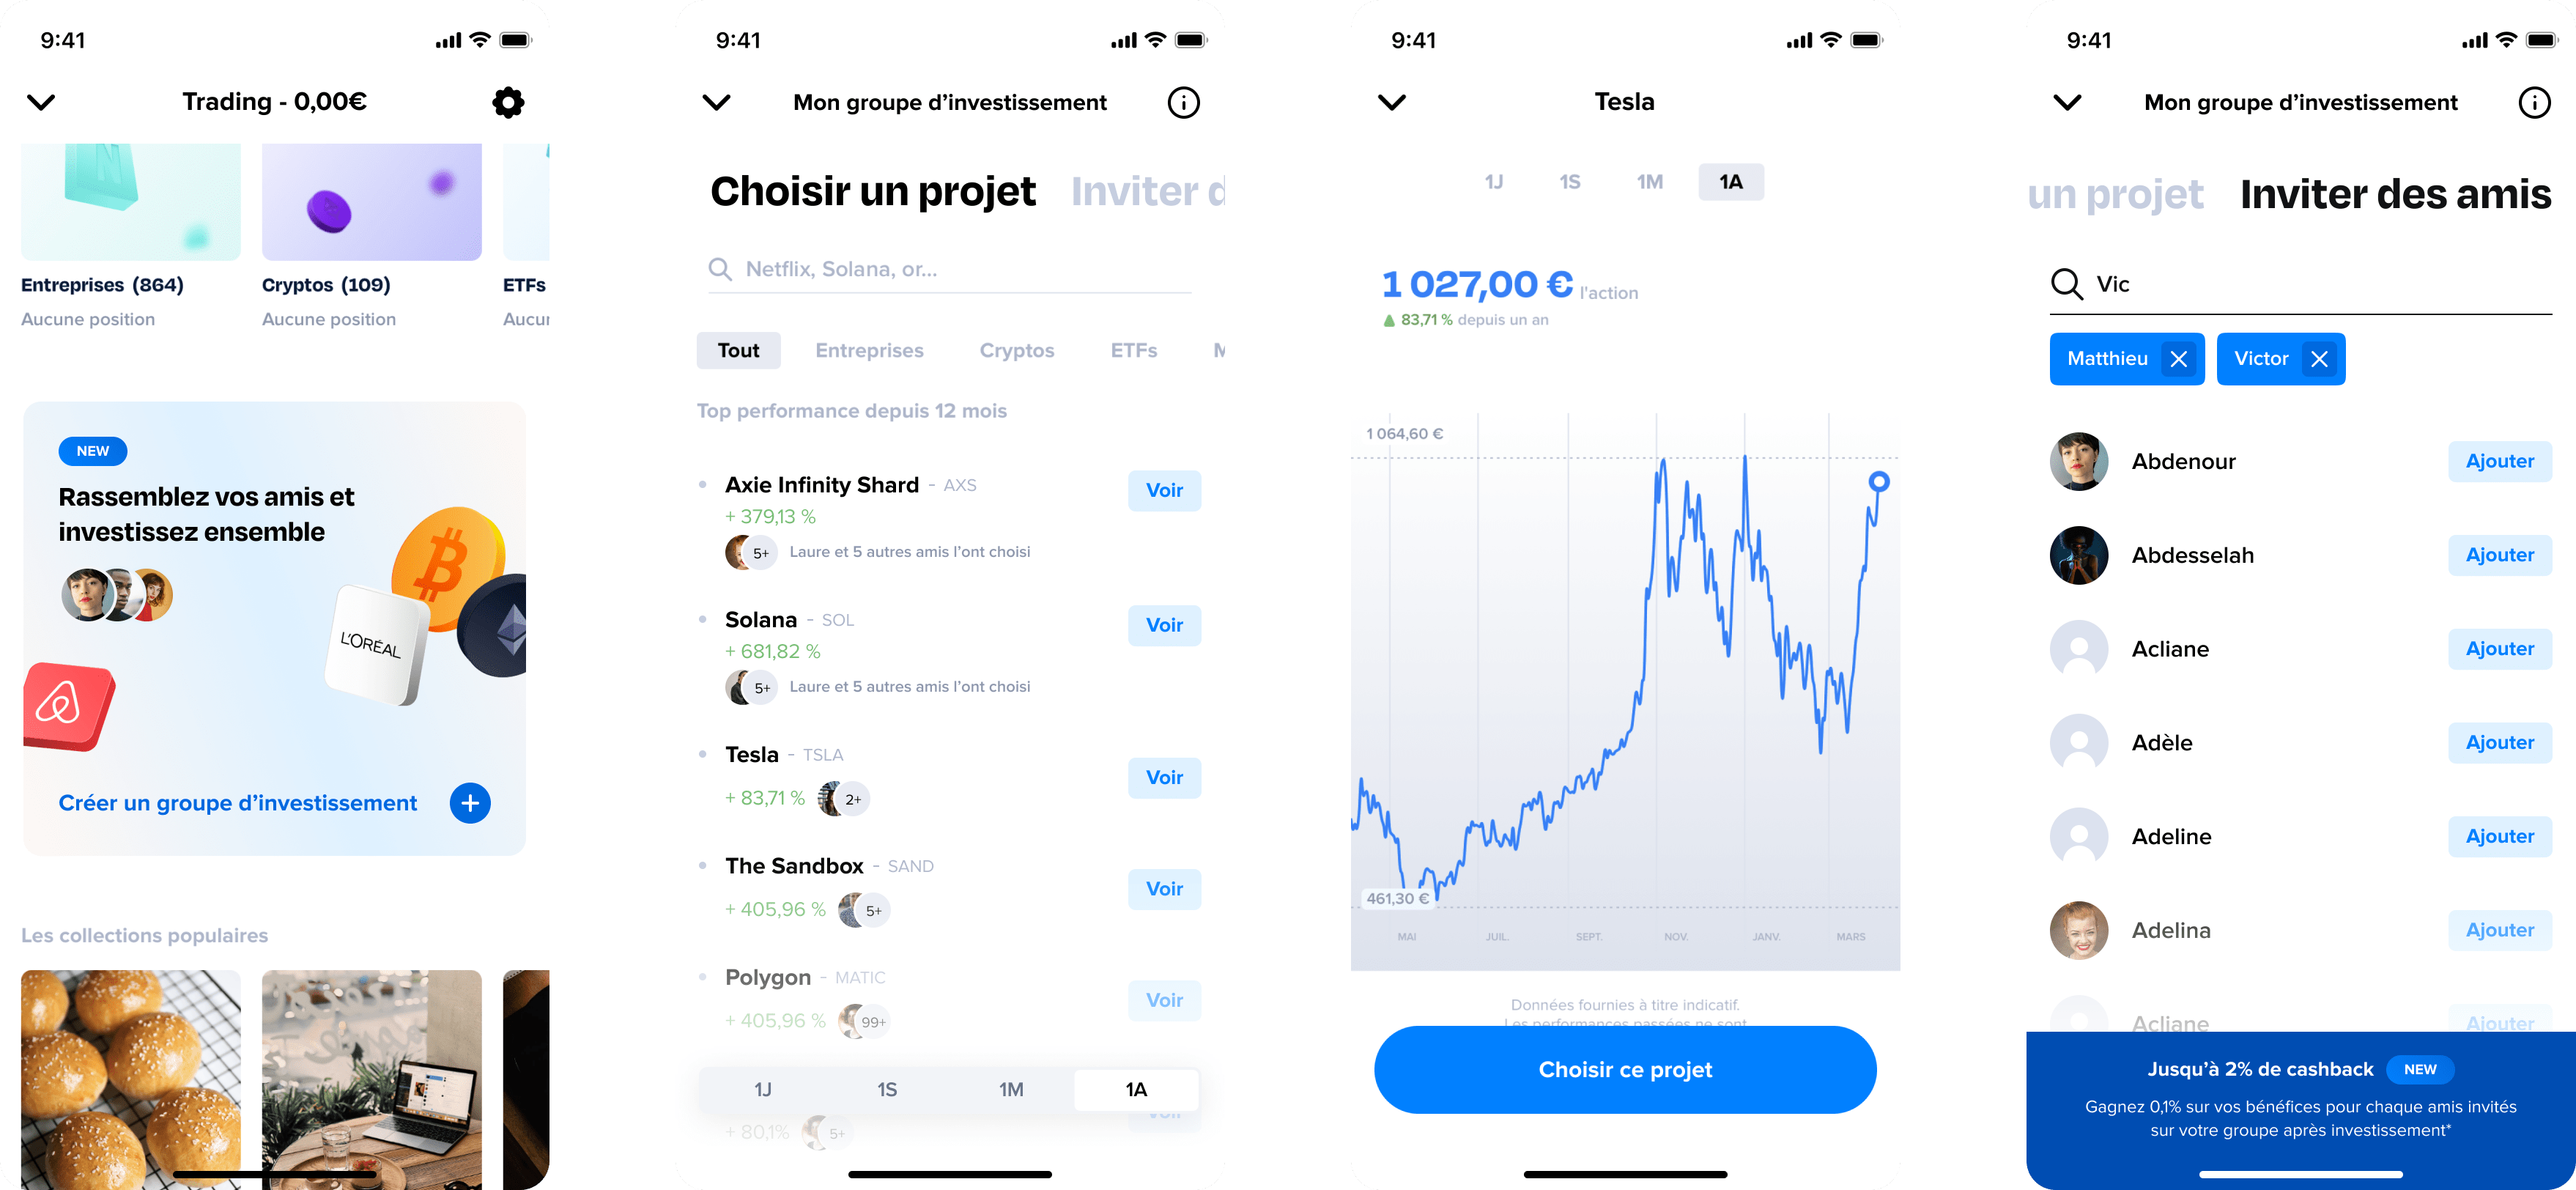 9:41
Trading - 0,00€
Entreprises (864)
Aucune position
Cryptos (109)
Aucune position
ETFs
Aucun
NEW
Rassemblez vos amis et
investissez ensemble
L'ORÉAL
Créer un groupe d’investissement
Les collections populaires
9:41
Mon groupe d’investissement
Choisir un projet Inviter d
Netflix, Solana, or...
Tout Entreprises Cryptos ETFs M
Top performance depuis 12 mois
Axie Infinity Shard - AXS
+ 379,13 %
5+ Laure et 5 autres amis l’ont choisi
Voir
Solana - SOL
+ 681,82 %
5+ Laure et 5 autres amis l’ont choisi
Voir
Tesla - TSLA
+ 83,71 % 2+
Voir
The Sandbox - SAND
+ 405,96 % 5+
Voir
Polygon - MATIC
+ 405,96 % 99+
Voir
1J 1S 1M 1A
+ 80,1% 5+
Voir
9:41
Tesla
1J 1S 1M 1A
1 027,00 € l'action
83,71 % depuis un an
1 064,60 €
461,30 €
MAI JUIL. SEPT. NOV. JANV. MARS
Données fournies à titre indicatif.
Les performances passées ne sont
Choisir ce projet
9:41
Mon groupe d’investissement
un projet Inviter des amis
Vic
Matthieu Victor
Abdenour Ajouter
Abdesselah Ajouter
Acliane Ajouter
Adèle Ajouter
Adeline Ajouter
Adelina Ajouter
Acliane Ajouter
Jusqu’à 2% de cashback NEW
Gagnez 0,1% sur vos bénéfices pour chaque amis invités
sur votre groupe après investissement*